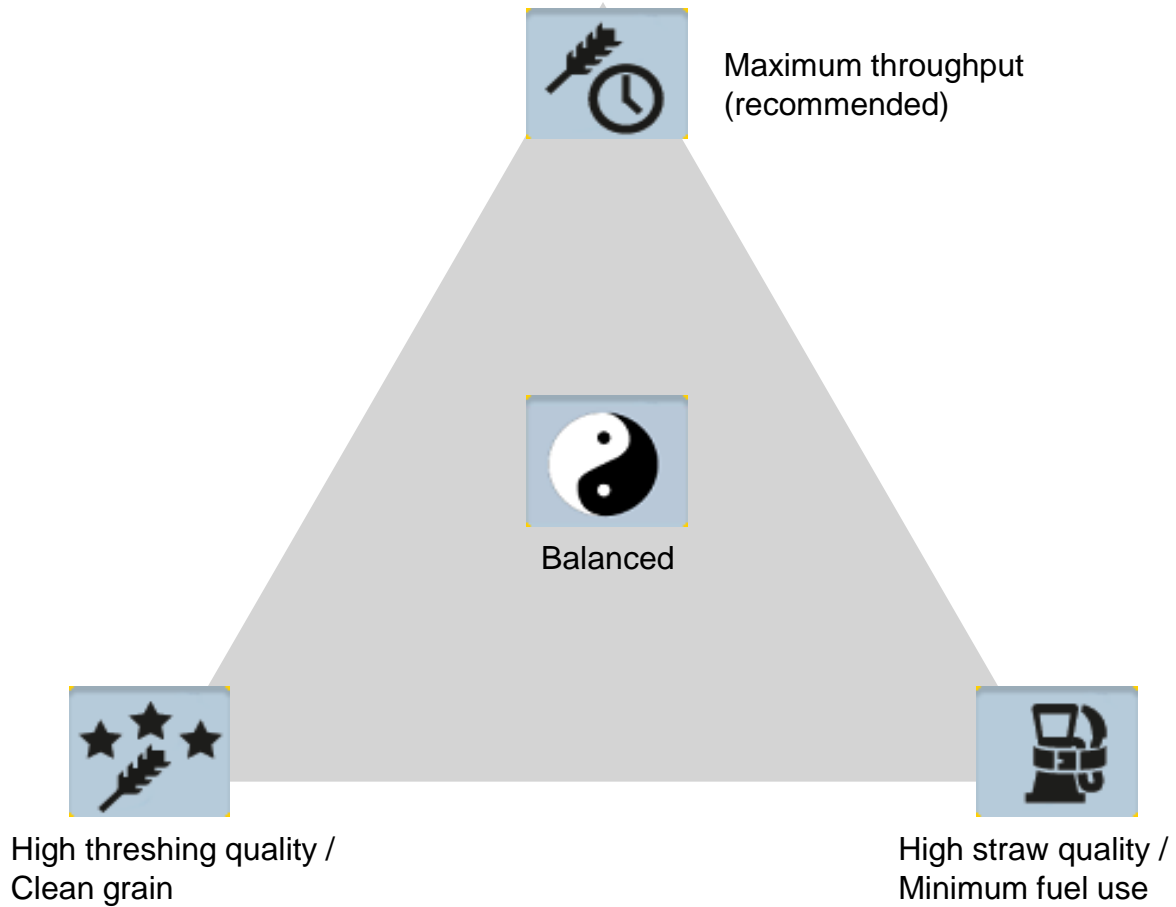 Maximum throughput
(recommended)
Balanced
High threshing quality /
Clean grain
High straw quality /
Minimum fuel use